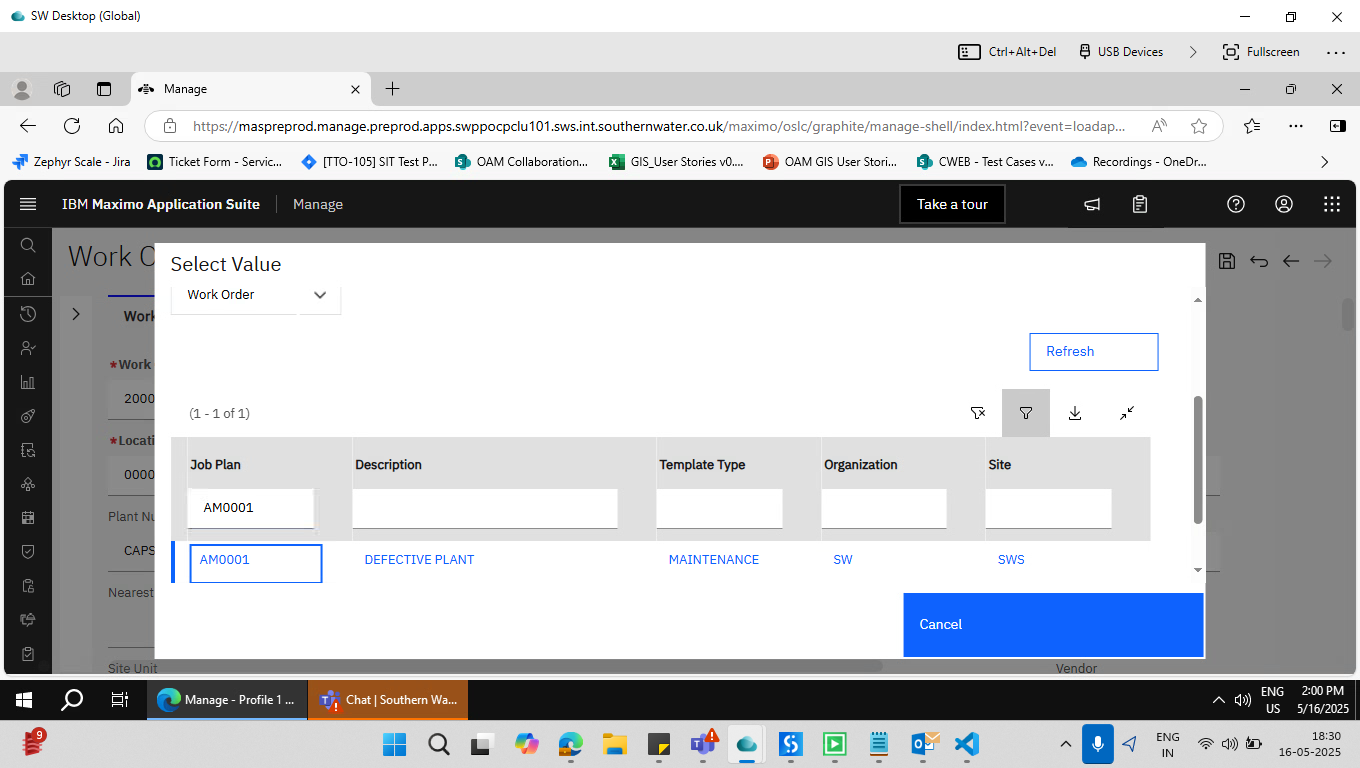 SW Desktop (Global)
Ctrl+Alt+Del USB Devices Fullscreen
Manage
https://maspreprod.manage.preprod.apps.swppocpclu101.sws.int.southernwater.co.uk/maximo/oslc/graphite/manage-shell/index.html?event=loadap...
Zephyr Scale - Jira Ticket Form - Servic... [TTO-105] SIT Test P... OAM Collaboration... GIS_User Stories v0.... OAM GIS User Stori... CWEB - Test Cases v... Recordings - OneDr...
IBM Maximo Application Suite Manage Take a tour
Work O
Select Value
Work Order
Work
Refresh
*Work
2000
(1 - 1 of 1)
*Locati
0000
Job Plan Description Template Type Organization Site
AM0001
Plant Nu
CAPS
AM0001 DEFECTIVE PLANT MAINTENANCE SW SWS
Nearest
Cancel
Site Unit Vendor
Manage - Profile 1 ... Chat | Southern Wa... ENG US 2:00 PM 5/16/2025
9 ENG IN 18:30 16-05-2025